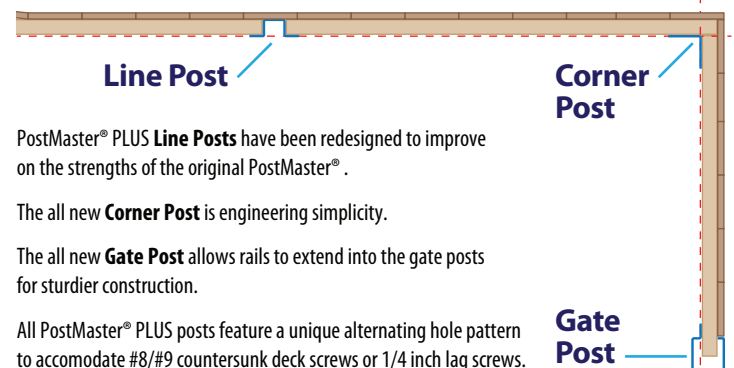 Line Post
Corner
Post
PostMaster® PLUS Line Posts have been redesigned to improve
on the strengths of the original PostMaster® .
The all new Corner Post is engineering simplicity.
The all new Gate Post allows rails to extend into the gate posts
for sturdier construction.
All PostMaster® PLUS posts feature a unique alternating hole pattern
to accomodate #8/#9 countersunk deck screws or 1/4 inch lag screws.
Gate
Post